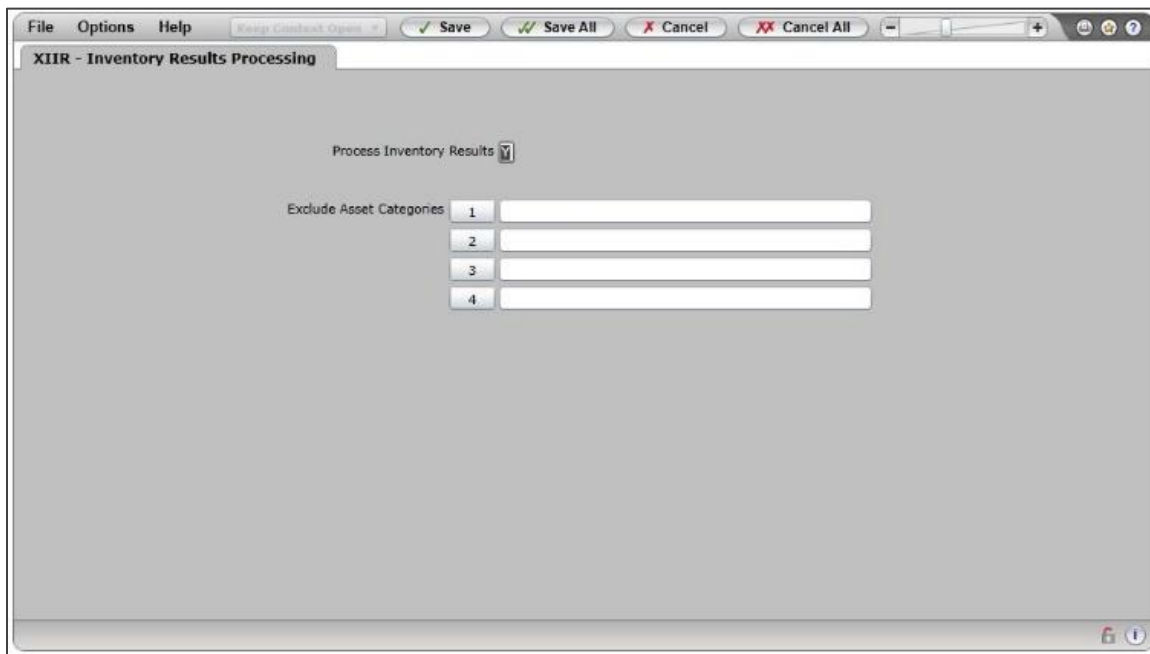 File Options Help Keep Context Open Save Save All Cancel Cancel All
XIIR - Inventory Results Processing
Process Inventory Results Y
Exclude Asset Categories 1
2
3
4